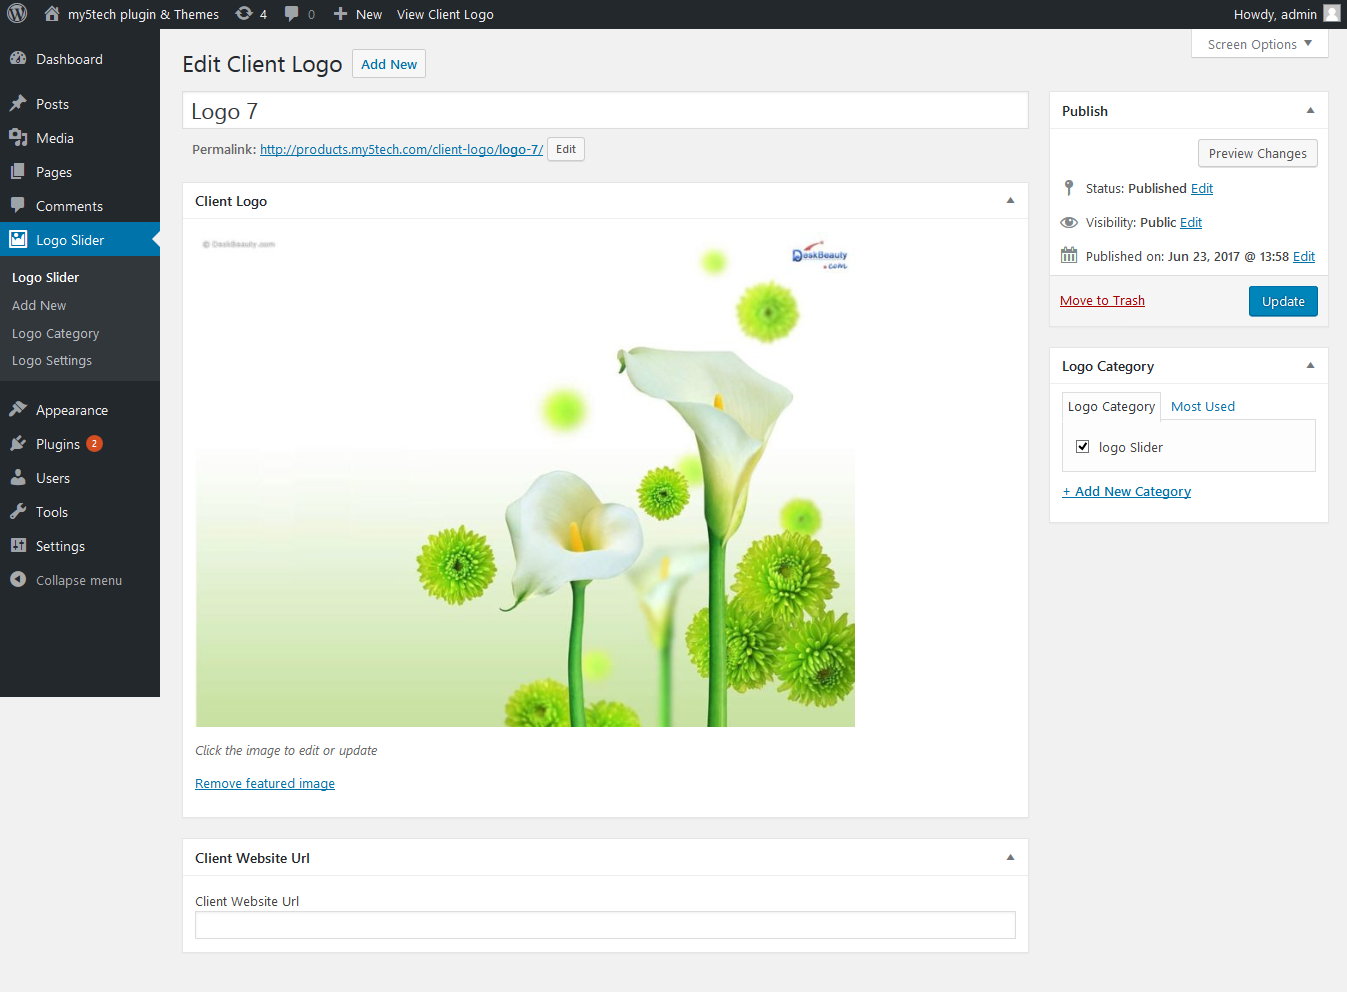 my5tech plugin & Themes 4 0 New View Client Logo Howdy, admin
Screen Options
Dashboard
Posts
Media
Pages
Comments
Logo Slider
Logo Slider
Add New
Logo Category
Logo Settings
Appearance
Plugins 2
Users
Tools
Settings
Collapse menu
Edit Client Logo Add New
Logo 7
Permalink: http://products.my5tech.com/client-logo/logo-7/ Edit
Client Logo
© DeskBeauty.com
DeskBeauty
.com
Click the image to edit or update
Remove featured image
Client Website Url
Client Website Url
Publish
Preview Changes
Status: Published Edit
Visibility: Public Edit
Published on: Jun 23, 2017 @ 13:58 Edit
Move to Trash Update
Logo Category
Logo Category Most Used
logo Slider
+ Add New Category